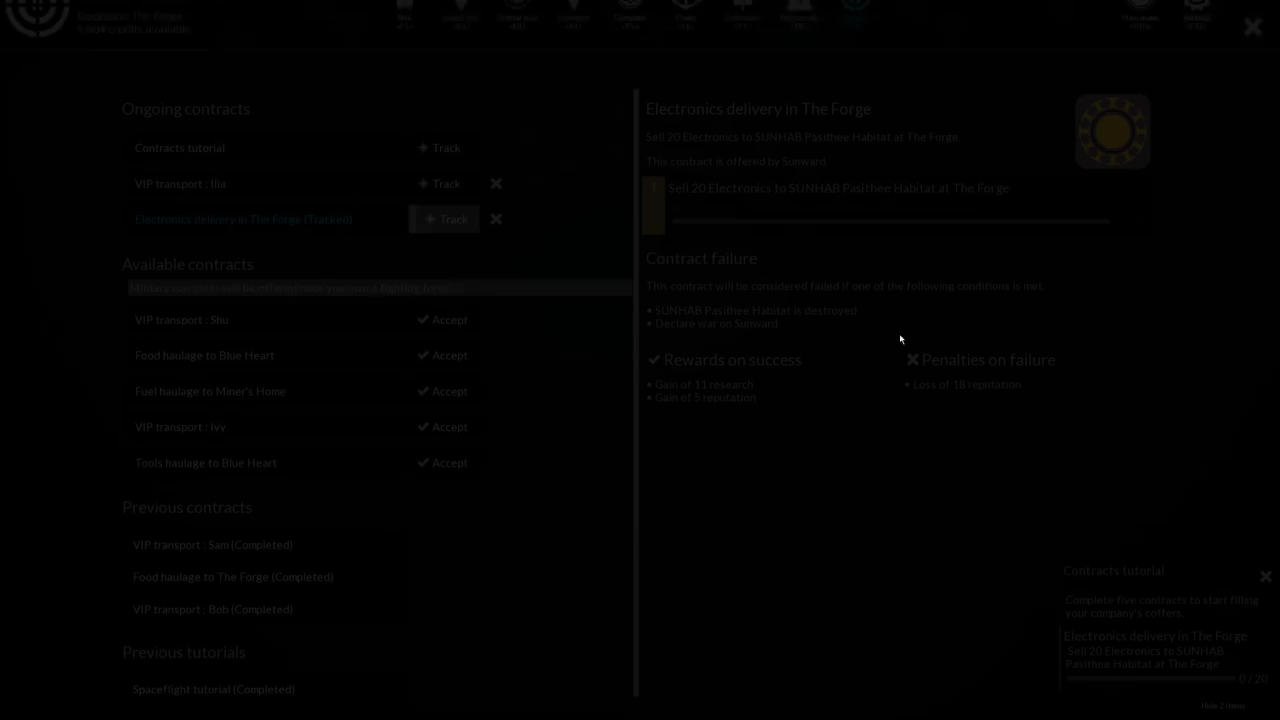 The Forge
credits available
Ongoing contracts
Contracts tutorial
Track
VIP transport : Ilia
Track
Electronics delivery in The Forge (Tracked)
Track
Available contracts
VIP transport : Shu
Accept
Food haulage to Blue Heart
Accept
Fuel haulage to Miner's Home
Accept
VIP transport : Ivy
Accept
Tools haulage to Blue Heart
Accept
Previous contracts
VIP transport : Sam (Completed)
Food haulage to The Forge (Completed)
VIP transport : Bob (Completed)
Previous tutorials
Spaceflight tutorial (Completed)
Electronics delivery in The Forge
Sell 20 Electronics to SUNHAB Pasithee Habitat at The Forge
This contract is offered by Sunward
Sell 20 Electronics to SUNHAB Pasithee Habitat at The Forge
Contract failure
This contract will be considered failed if one of the following conditions is met.
• SUNHAB Pasithee Habitat is destroyed
• Declare war on Sunward
Rewards on success
• Gain of 11 research
• Gain of 5 reputation
Penalties on failure
• Loss of 18 reputation
Contracts tutorial
Complete five contracts to start filling
your company's coffers.
Electronics delivery in The Forge
Sell 20 Electronics to SUNHAB
Pasithee Habitat at The Forge
0 / 20